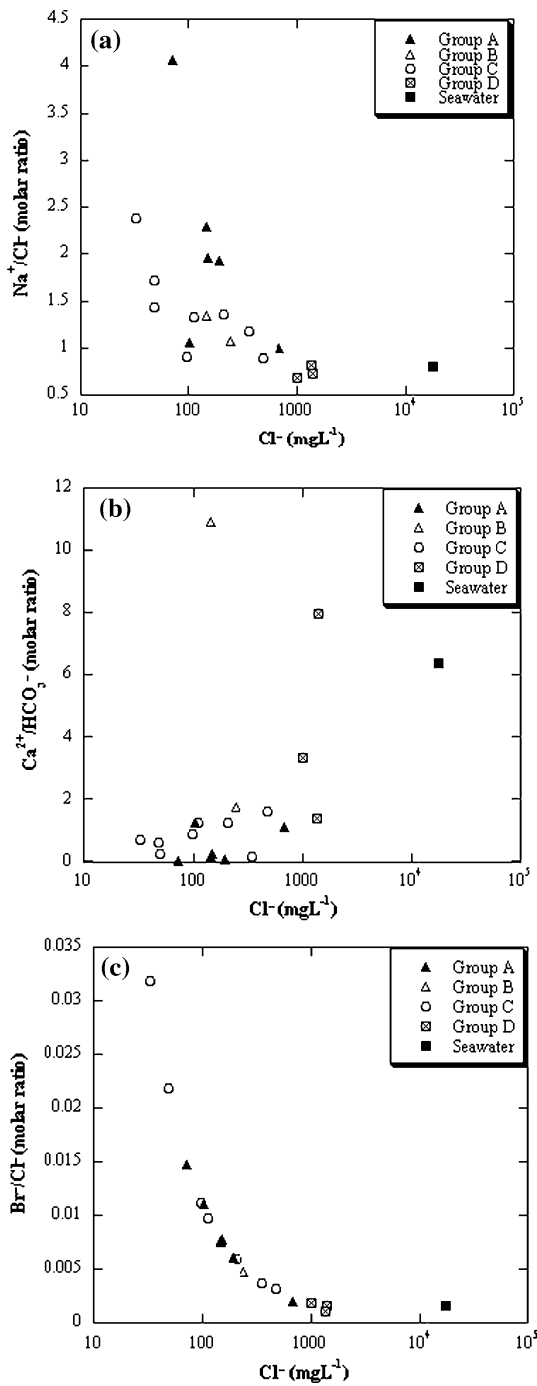 (a)
4.5
4
3.5
3
2.5
2
1.5
1
0.5
Na⁺/Cl⁻ (molar ratio)
Group A
Group B
Group C
Group D
Seawater
10 100 1000 10⁴ 10⁵
Cl⁻ (mgL⁻¹)
(b)
12
10
8
6
4
2
0
Ca²⁺/HCO₃⁻ (molar ratio)
Group A
Group B
Group C
Group D
Seawater
10 100 1000 10⁴ 10⁵
Cl⁻ (mgL⁻¹)
(c)
0.035
0.03
0.025
0.02
0.015
0.01
0.005
0
Br⁻/Cl⁻ (molar ratio)
Group A
Group B
Group C
Group D
Seawater
10 100 1000 10⁴ 10⁵
Cl⁻ (mgL⁻¹)